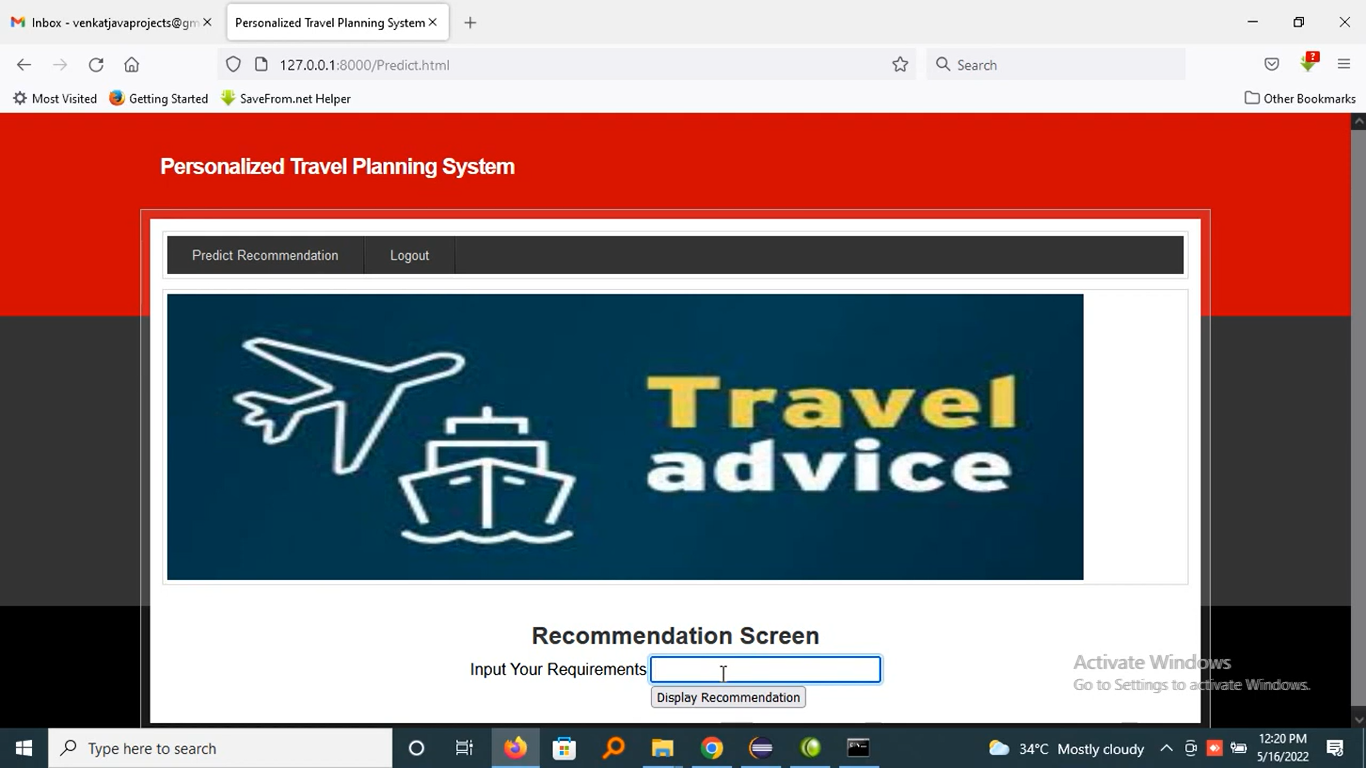 Inbox - venkatjavaprojects@gm
Personalized Travel Planning System
127.0.0.1:8000/Predict.html
Search
Most Visited
Getting Started
SaveFrom.net Helper
Other Bookmarks
Personalized Travel Planning System
Predict Recommendation
Logout
Travel
advice
Recommendation Screen
Input Your Requirements
Display Recommendation
Activate Windows
Go to Settings to activate Windows.
Type here to search
34°C Mostly cloudy
12:20 PM
5/16/2022